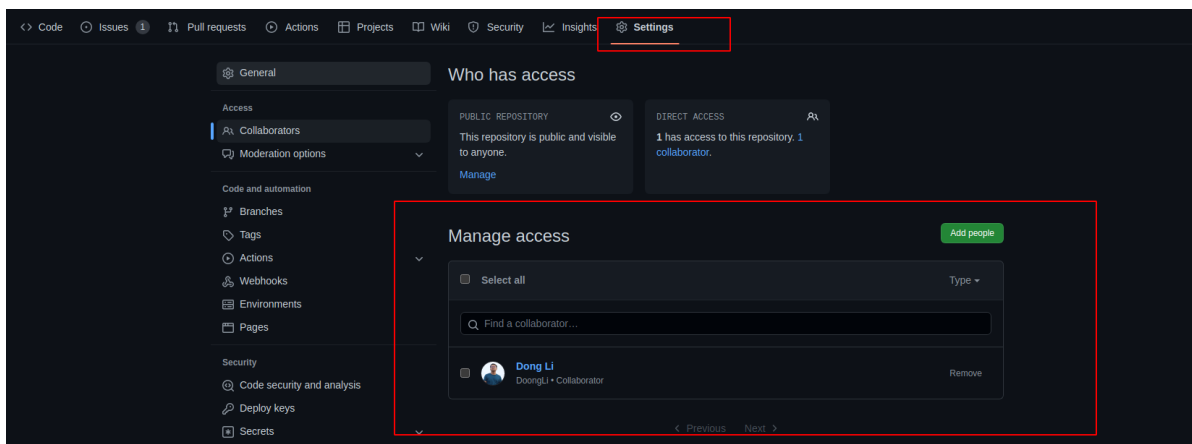 Code Issues 1 Pull requests Actions Projects Wiki Security Insights Settings
General
Access
Collaborators
Moderation options
Code and automation
Branches
Tags
Actions
Webhooks
Environments
Pages
Security
Code security and analysis
Deploy keys
Secrets
Who has access
PUBLIC REPOSITORY
This repository is public and visible
to anyone.
Manage
DIRECT ACCESS
1 has access to this repository. 1
collaborator.
Manage access
Add people
Select all
Type
Find a collaborator...
Dong Li
DoongLi • Collaborator
Remove
Previous Next